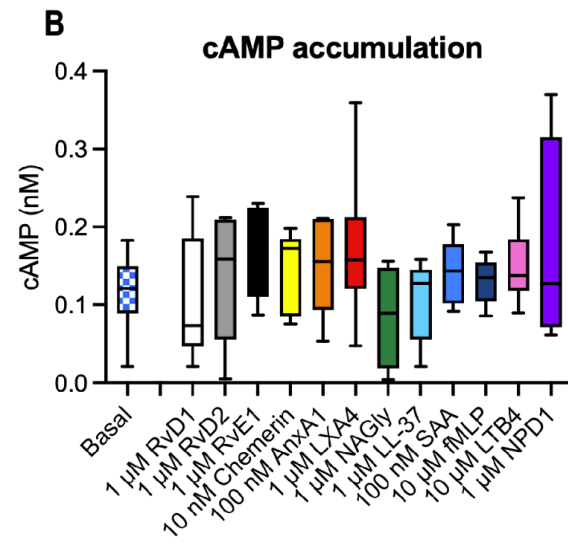 B
cAMP accumulation
cAMP (nM)
0.4
0.3
0.2
0.1
0.0
Basal
1 µM RvD1
1 µM RvD2
1 µM RvE1
10 nM Chemerin
100 nM AnxA1
1 µM LXA4
1 µM NAGly
1 µM LL-37
100 nM SAA
10 µM fMLP
10 µM LTB4
1 µM NPD1